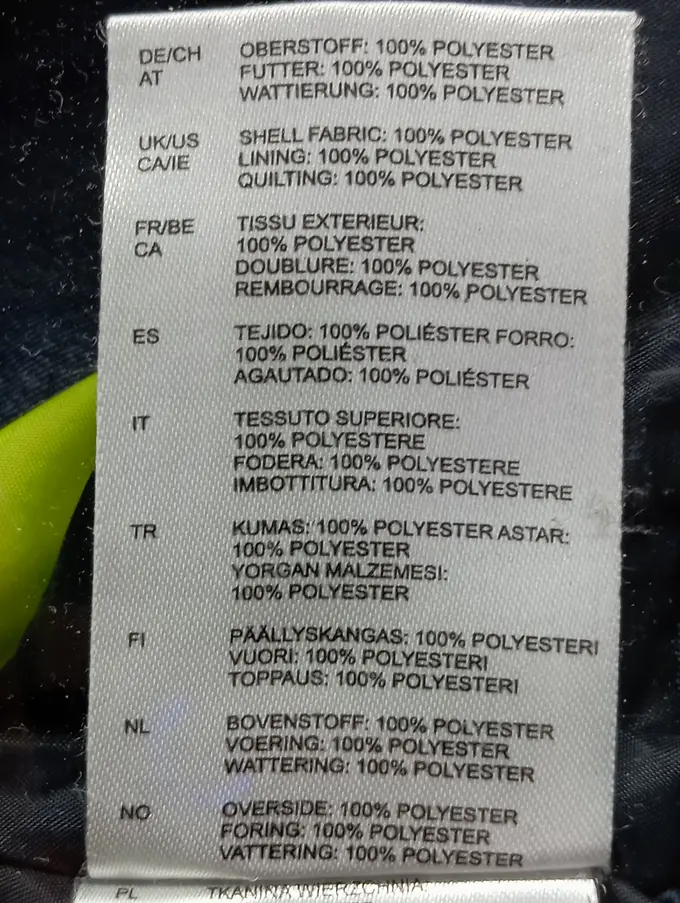 DE/CH OBERSTOFF: 100% POLYESTER
AT FUTTER: 100% POLYESTER
WATTIERUNG: 100% POLYESTER
UK/US SHELL FABRIC: 100% POLYESTER
CA/IE LINING: 100% POLYESTER
QUILTING: 100% POLYESTER
FR/BE TISSU EXTERIEUR:
CA 100% POLYESTER
DOUBLURE: 100% POLYESTER
REMBOURRAGE: 100% POLYESTER
ES TEJIDO: 100% POLIÉSTER FORRO:
100% POLIÉSTER
AGAUTADO: 100% POLIÉSTER
IT TESSUTO SUPERIORE:
100% POLYESTERE
FODERA: 100% POLYESTERE
IMBOTTITURA: 100% POLYESTERE
TR KUMAS: 100% POLYESTER ASTAR:
100% POLYESTER
YORGAN MALZEMESI:
100% POLYESTER
FI PÄÄLLYSKANGAS: 100% POLYESTERI
VUORI: 100% POLYESTERI
TOPPAUS: 100% POLYESTERI
NL BOVENSTOFF: 100% POLYESTER
VOERING: 100% POLYESTER
WATTERING: 100% POLYESTER
NO OVERSIDE: 100% POLYESTER
FORING: 100% POLYESTER
VATTERING: 100% POLYESTER
PL TKANINA WIERZCHNIA